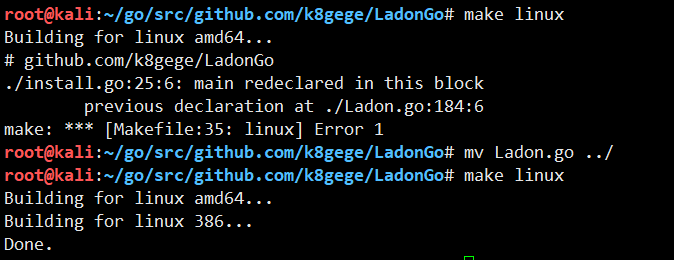 root@kali:~/go/src/github.com/k8gege/LadonGo# make linux
Building for linux amd64...
# github.com/k8gege/LadonGo
./install.go:25:6: main redeclared in this block
        previous declaration at ./Ladon.go:184:6
make: *** [Makefile:35: linux] Error 1
root@kali:~/go/src/github.com/k8gege/LadonGo# mv Ladon.go ../
root@kali:~/go/src/github.com/k8gege/LadonGo# make linux
Building for linux amd64...
Building for linux 386...
Done.